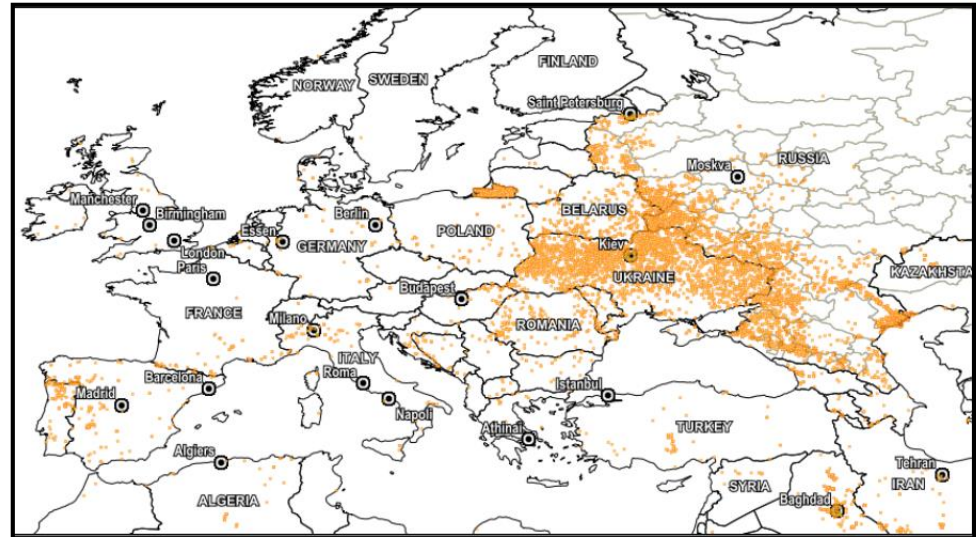 FINLAND
NORWAY
SWEDEN
Saint Petersburg
Moskva
RUSSIA
Manchester
Birmingham
BELARUS
Essen
Berlin
POLAND
London
GERMANY
Kiev
Paris
UKRAINE
KAZAKHSTA
Budapest
FRANCE
Milano
ROMANIA
ITALY
Roma
Barcelona
Madrid
Istanbul
Napoli
Athinai
TURKEY
Algiers
Tehran
SYRIA
IRAN
ALGERIA
Baghdad